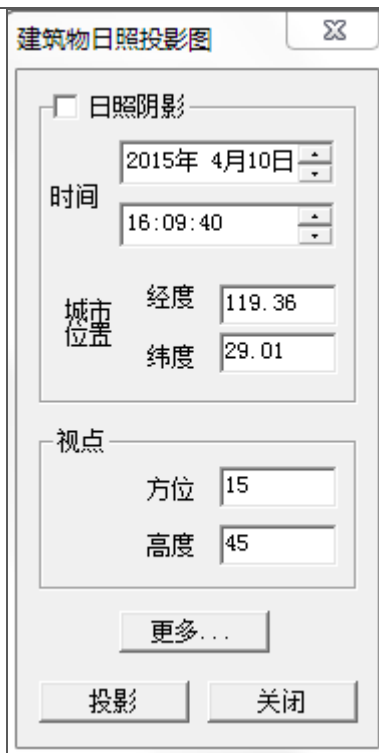 建筑物日照投影图
日照阴影
时间
2015年 4月10日
16:09:40
城市
位置
经度 119.36
纬度 29.01
视点
方位 15
高度 45
更多...
投影 关闭